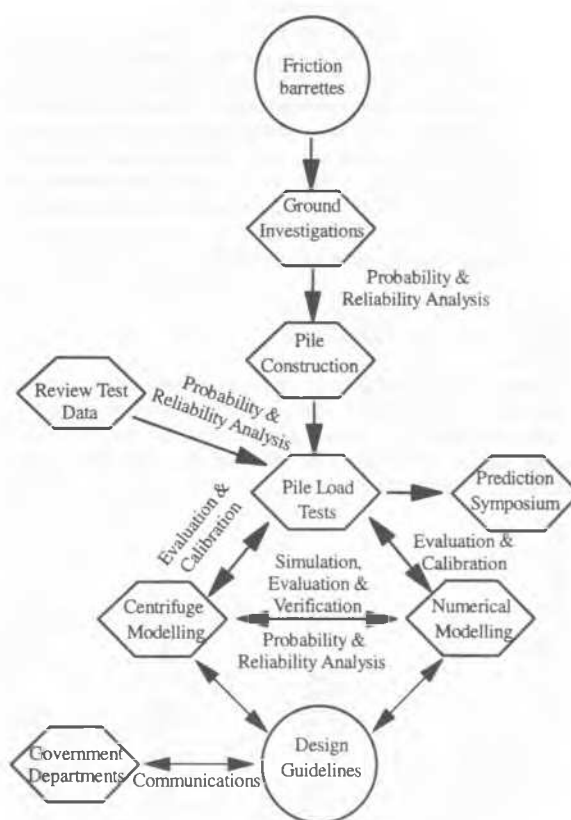 Friction
barrettes
Ground
Investigations
Probability &
Reliability Analysis
Pile
Construction
Review Test
Data
Probability &
Reliability Analysis
Pile Load
Tests
Prediction
Symposium
Evaluation &
Calibration
Evaluation &
Calibration
Simulation,
Evaluation &
Verification
Centrifuge
Modelling
Numerical
Modelling
Probability &
Reliability Analysis
Design
Guidelines
Government
Departments
Communications